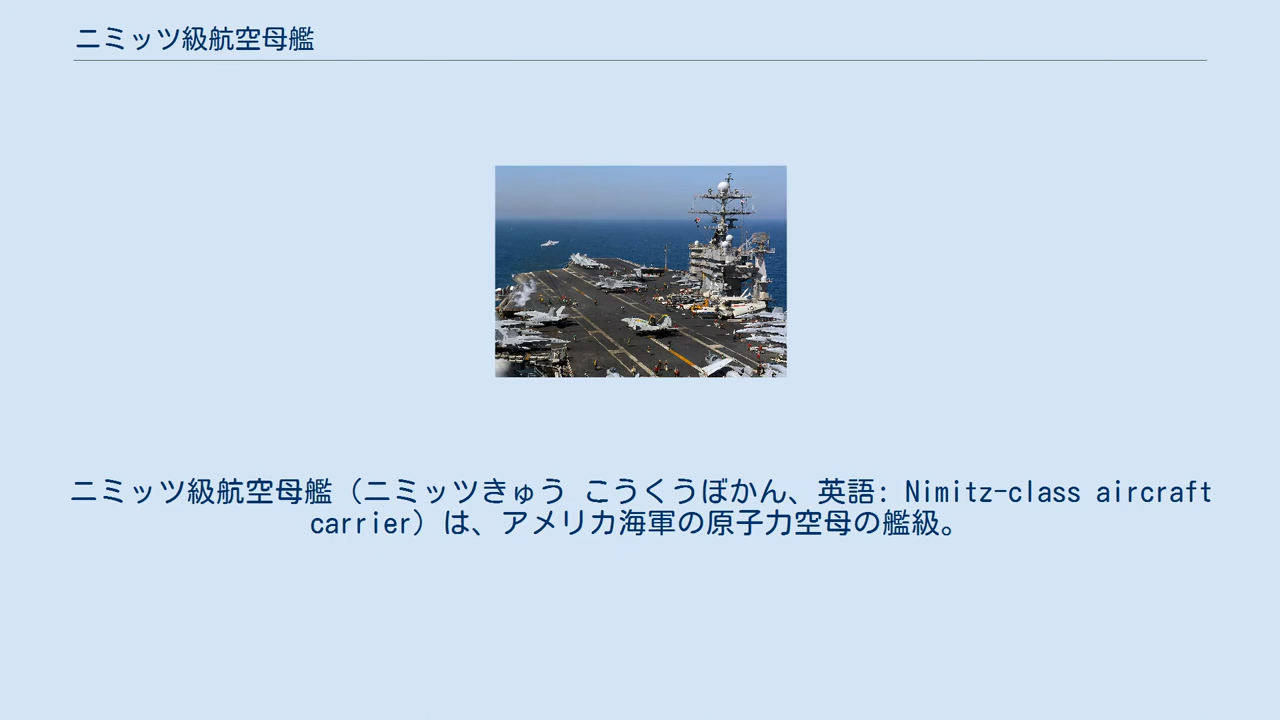 ニミッツ級航空母艦
ニミッツ級航空母艦（ニミッツきゅう こうくうぼかん、英語: Nimitz-class aircraft
carrier）は、アメリカ海軍の原子力空母の艦級。